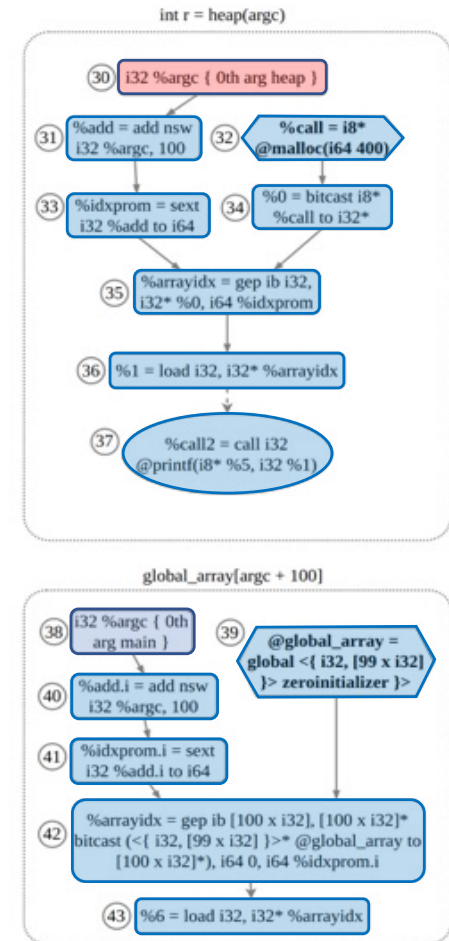 int r = heap(argc)
30
i32 %argc { 0th arg heap }
31
%add = add nsw
i32 %argc, 100
32
%call = i8*
@malloc(i64 400)
33
%idxprom = sext
i32 %add to i64
34
%0 = bitcast i8*
%call to i32*
35
%arrayidx = gep ib i32,
i32* %0, i64 %idxprom
36
%1 = load i32, i32* %arrayidx
37
%call2 = call i32
@printf(i8* %5, i32 %1)
global_array[argc + 100]
38
i32 %argc { 0th
arg main }
39
@global_array =
global <{ i32, [99 x i32]
}> zeroinitializer }>
40
%add.i = add nsw
i32 %argc, 100
41
%idxprom.i = sext
i32 %add.i to i64
42
%arrayidx = gep ib [100 x i32], [100 x i32]*
bitcast (<{ i32, [99 x i32] }>* @global_array to
[100 x i32]*), i64 0, i64 %idxprom.i
43
%6 = load i32, i32* %arrayidx